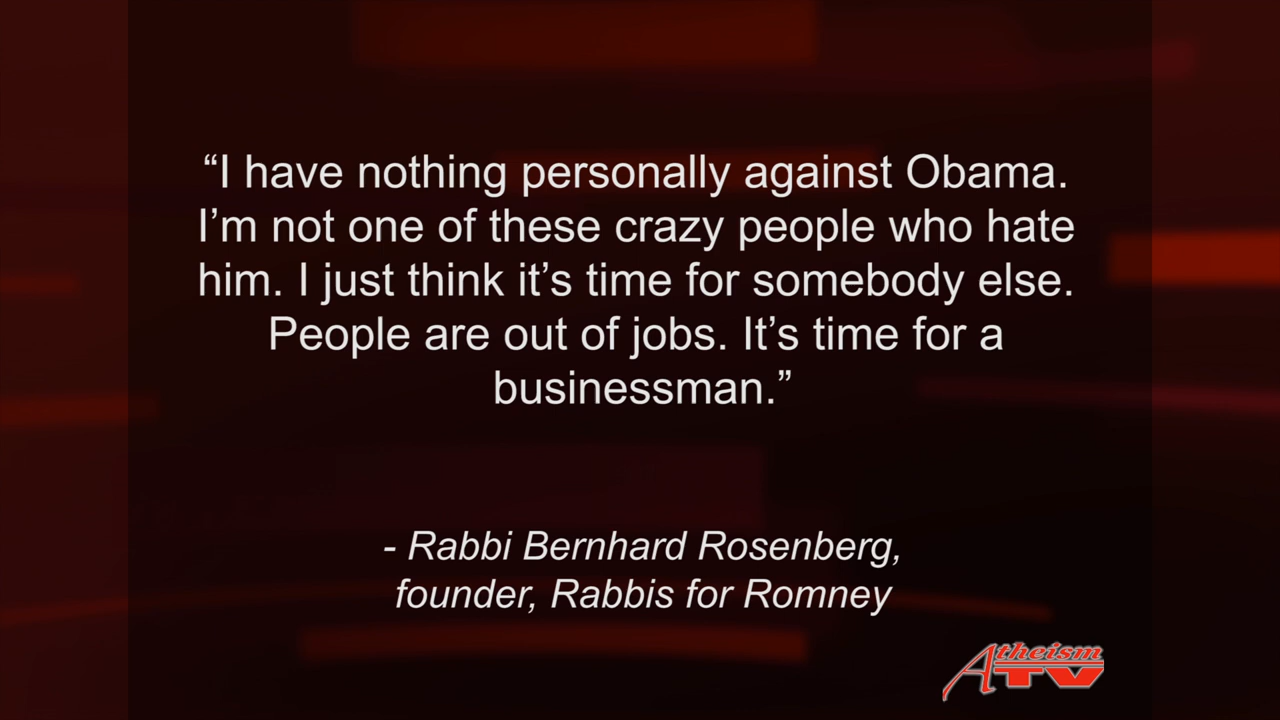 “I have nothing personally against Obama.
I’m not one of these crazy people who hate
him. I just think it’s time for somebody else.
People are out of jobs. It’s time for a
businessman.”
- Rabbi Bernhard Rosenberg,
founder, Rabbis for Romney
Atheism
TV